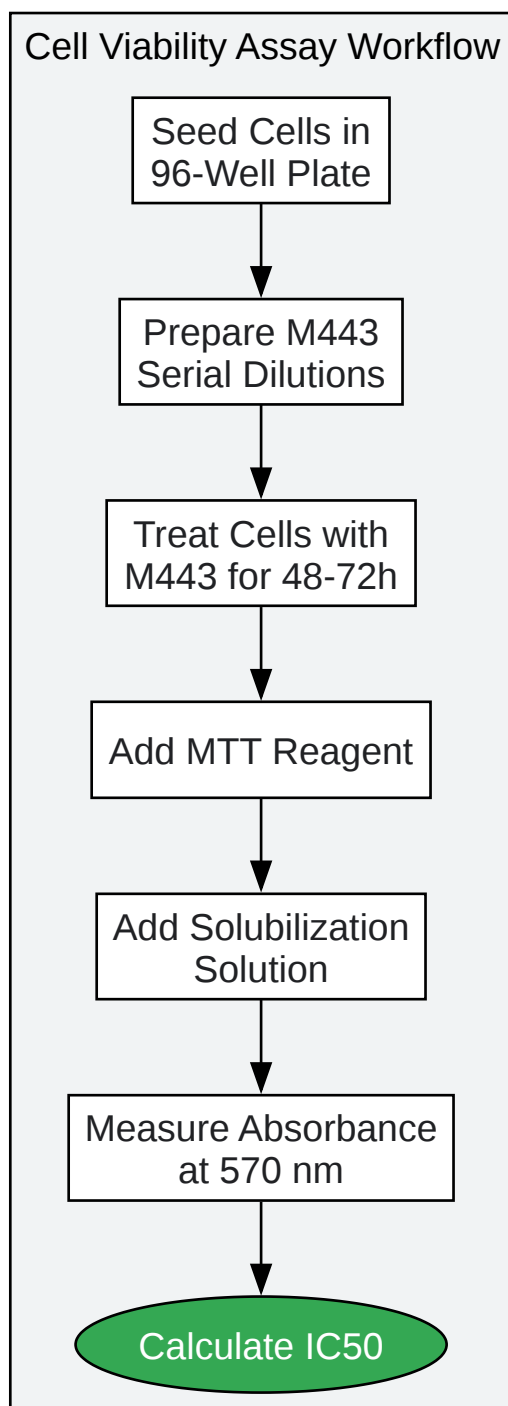 Cell Viability Assay Workflow
Seed Cells in
96-Well Plate
Prepare M443
Serial Dilutions
Treat Cells with
M443 for 48-72h
Add MTT Reagent
Add Solubilization
Solution
Measure Absorbance
at 570 nm
Calculate IC50